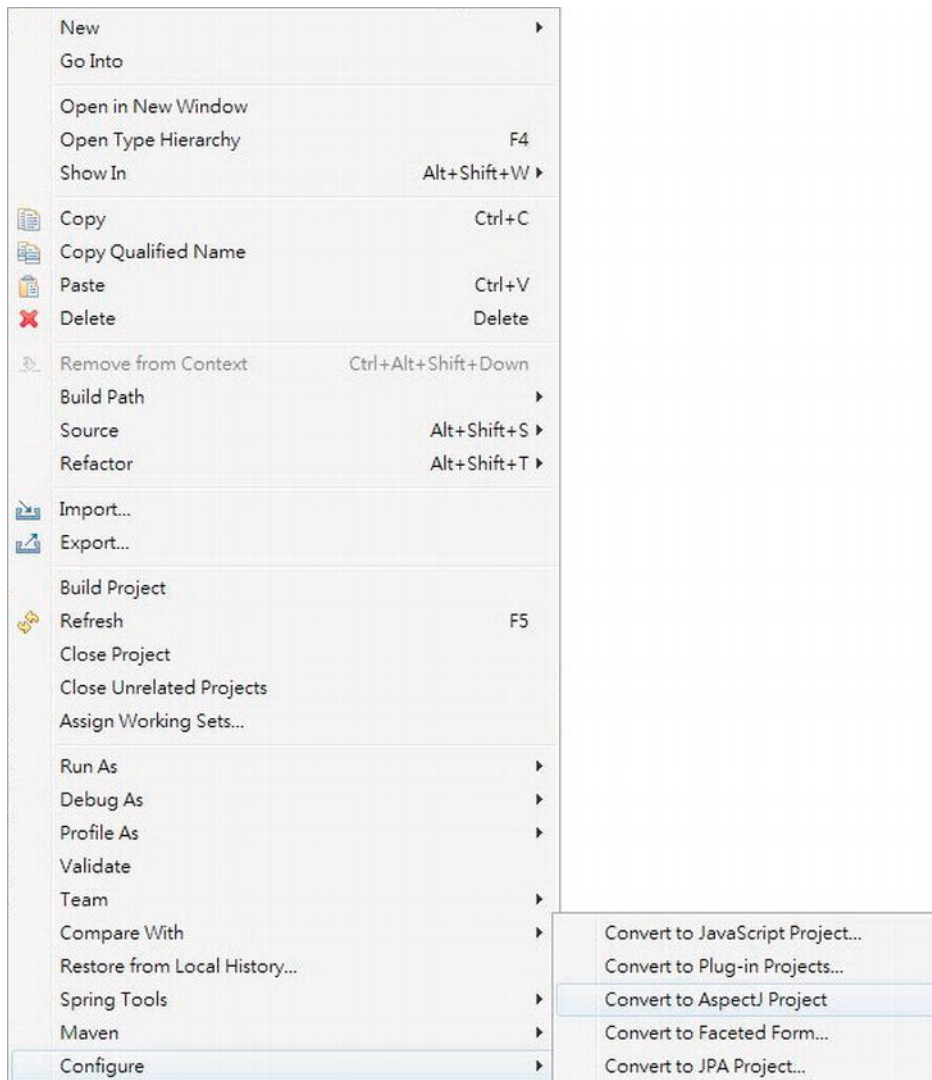 New
Go Into
Open in New Window
Open Type Hierarchy F4
Show In Alt+Shift+W
Copy Ctrl+C
Copy Qualified Name
Paste Ctrl+V
Delete Delete
Remove from Context Ctrl+Alt+Shift+Down
Build Path
Source Alt+Shift+S
Refactor Alt+Shift+T
Import...
Export...
Build Project
Refresh F5
Close Project
Close Unrelated Projects
Assign Working Sets...
Run As
Debug As
Profile As
Validate
Team
Compare With
Restore from Local History...
Spring Tools
Maven
Configure
Convert to JavaScript Project...
Convert to Plug-in Projects...
Convert to AspectJ Project
Convert to Faceted Form...
Convert to JPA Project...